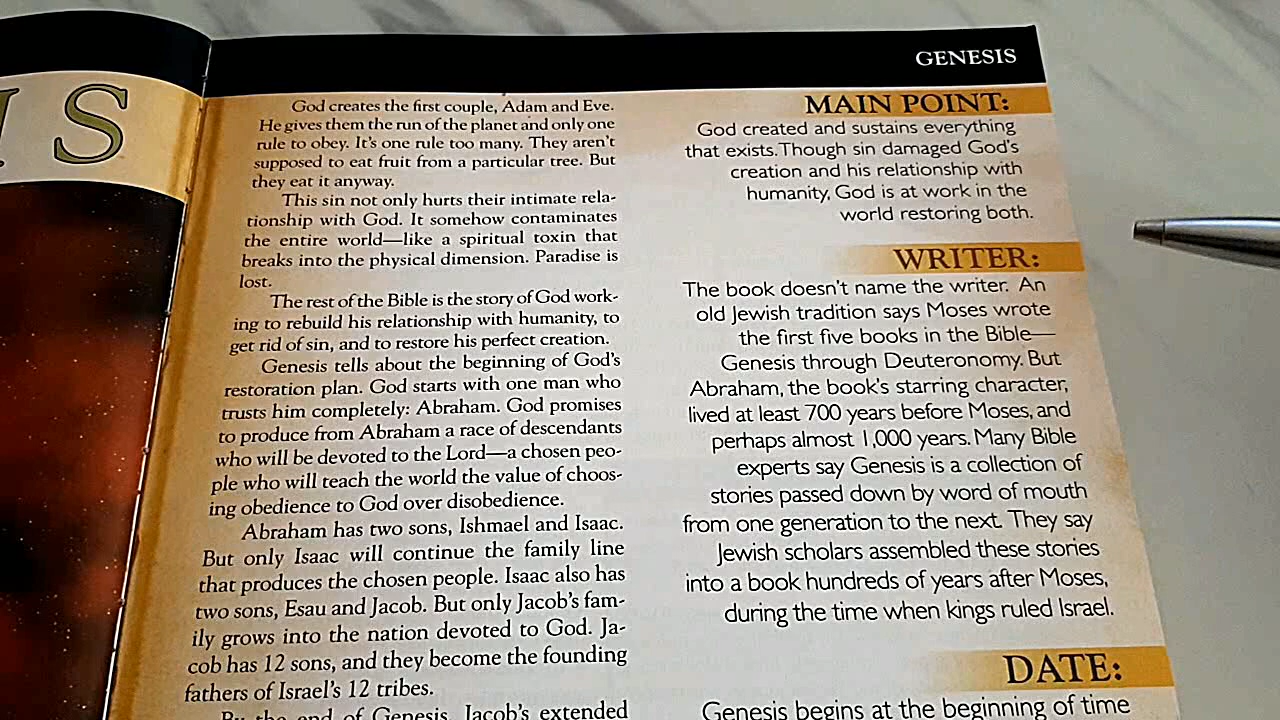 IS
GENESIS
God creates the first couple, Adam and Eve.
He gives them the run of the planet and only one
rule to obey. It's one rule too many. They aren't
supposed to eat fruit from a particular tree. But
they eat it anyway.
This sin not only hurts their intimate rela-
tionship with God. It somehow contaminates
the entire world—like a spiritual toxin that
breaks into the physical dimension. Paradise is
lost.
The rest of the Bible is the story of God work-
ing to rebuild his relationship with humanity, to
get rid of sin, and to restore his perfect creation.
Genesis tells about the beginning of God's
restoration plan. God starts with one man who
trusts him completely: Abraham. God promises
to produce from Abraham a race of descendants
who will be devoted to the Lord—a chosen peo-
ple who will teach the world the value of choos-
ing obedience to God over disobedience.
Abraham has two sons, Ishmael and Isaac.
But only Isaac will continue the family line
that produces the chosen people. Isaac also has
two sons, Esau and Jacob. But only Jacob's fam-
ily grows into the nation devoted to God. Ja-
cob has 12 sons, and they become the founding
fathers of Israel's 12 tribes.
By the end of Genesis, Jacob's extended
MAIN POINT:
God created and sustains everything
that exists. Though sin damaged God's
creation and his relationship with
humanity, God is at work in the
world restoring both.
WRITER:
The book doesn't name the writer. An
old Jewish tradition says Moses wrote
the first five books in the Bible—
Genesis through Deuteronomy. But
Abraham, the book's starring character,
lived at least 700 years before Moses, and
perhaps almost 1,000 years. Many Bible
experts say Genesis is a collection of
stories passed down by word of mouth
from one generation to the next. They say
Jewish scholars assembled these stories
into a book hundreds of years after Moses,
during the time when kings ruled Israel.
DATE:
Genesis begins at the beginning of time